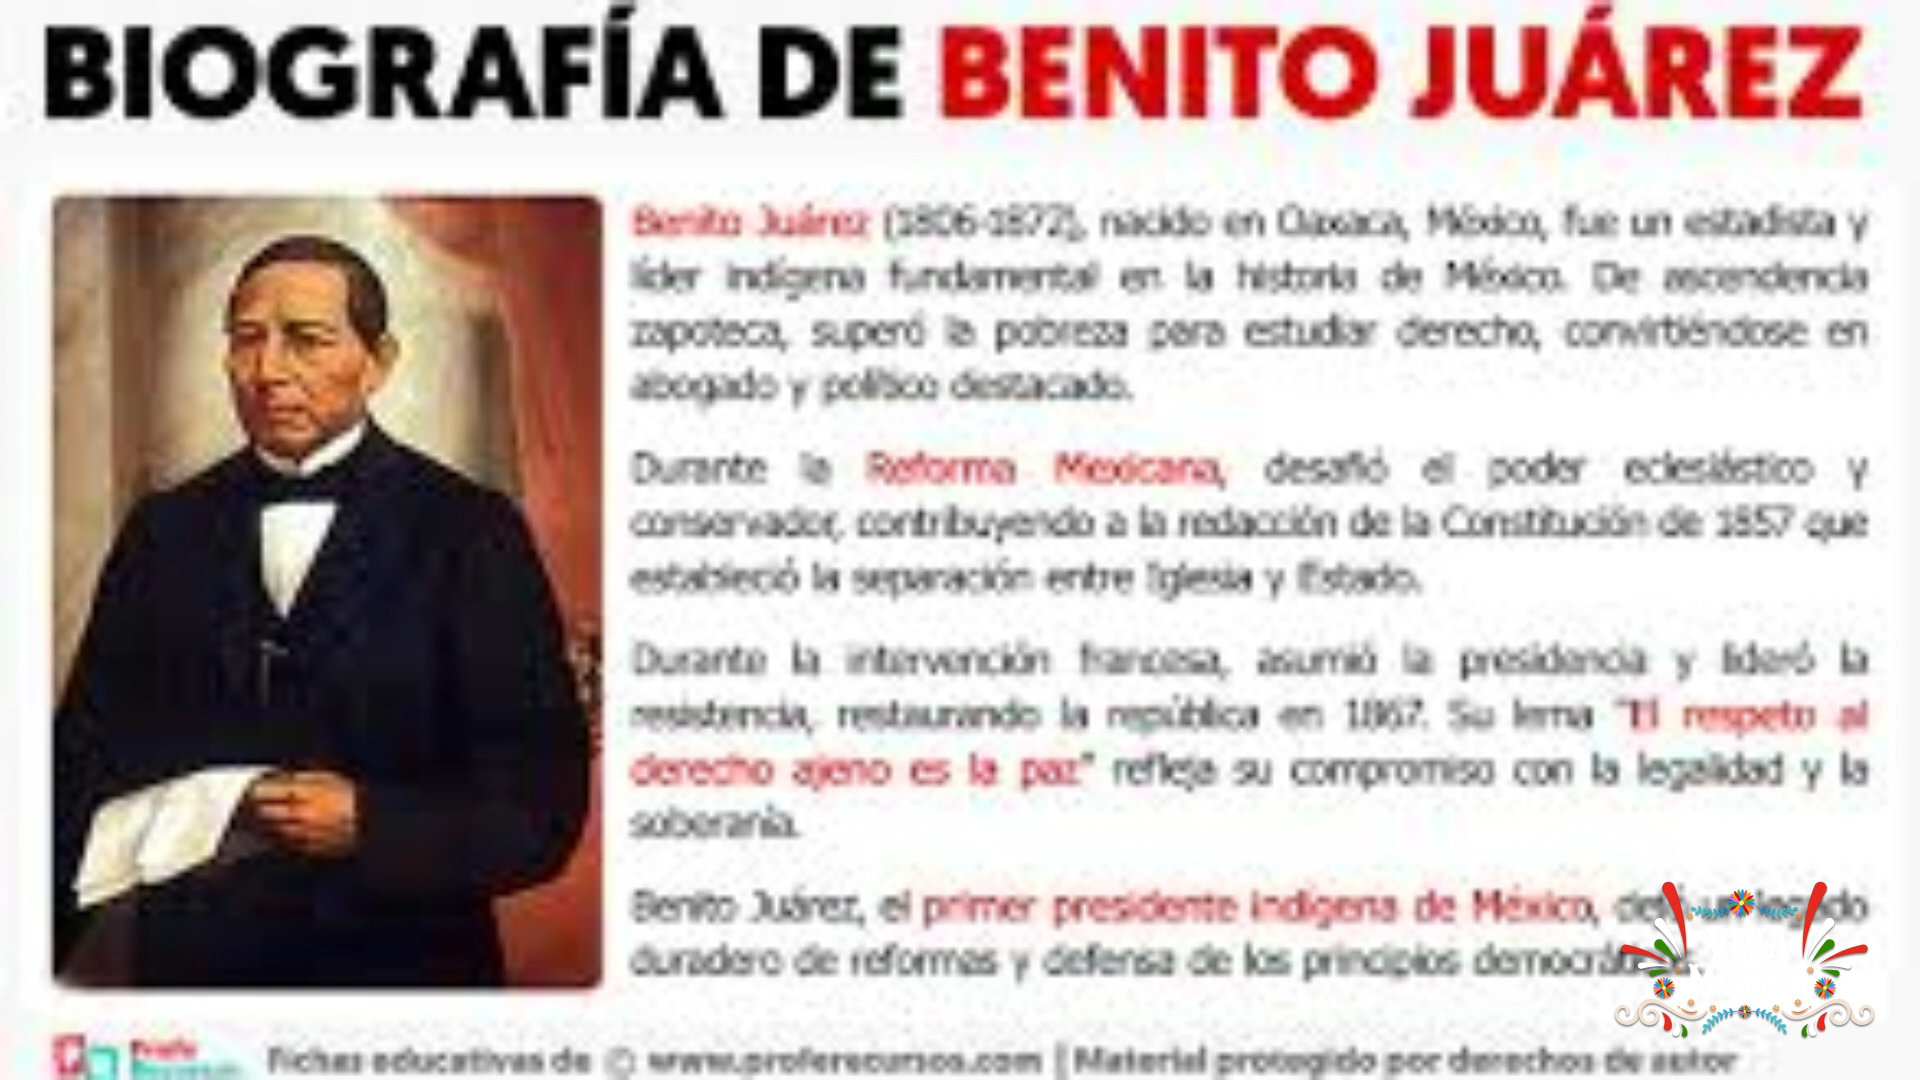 BIOGRAFÍA DE BENITO JUÁREZ
Benito Juárez (1806-1872), nacido en Oaxaca, México, fue un estadista y
líder indígena fundamental en la historia de México. De ascendencia
zapoteca, superó la pobreza para estudiar derecho, convirtiéndose en
abogado y político destacado.
Durante la Reforma Mexicana, desafió el poder eclesiástico y
conservador, contribuyendo a la redacción de la Constitución de 1857 que
estableció la separación entre Iglesia y Estado.
Durante la intervención francesa, asumió la presidencia y lideró la
resistencia, restaurando la república en 1867. Su lema "El respeto al
derecho ajeno es la paz" refleja su compromiso con la legalidad y la
soberanía.
Benito Juárez, el primer presidente indígena de México,
duradero de reformas y defensa de los principios
Profe
Recursos
Fichas educativas de © www.proferecursos.com | Material protegido por derechos de autor